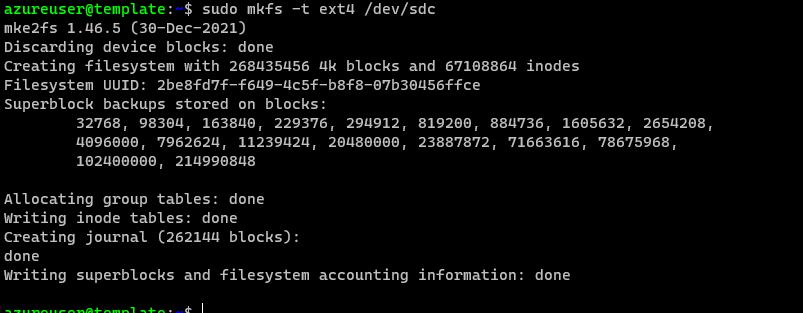 azureuser@template:~$ sudo mkfs -t ext4 /dev/sdc
mke2fs 1.46.5 (30-Dec-2021)
Discarding device blocks: done
Creating filesystem with 268435456 4k blocks and 67108864 inodes
Filesystem UUID: 2be8fd7f-f649-4c5f-b8f8-07b30456ffce
Superblock backups stored on blocks:
        32768, 98304, 163840, 229376, 294912, 819200, 884736, 1605632, 2654208,
        4096000, 7962624, 11239424, 20480000, 23887872, 71663616, 78675968,
        102400000, 214990848

Allocating group tables: done
Writing inode tables: done
Creating journal (262144 blocks):
done
Writing superblocks and filesystem accounting information: done

azureuser@template:~$